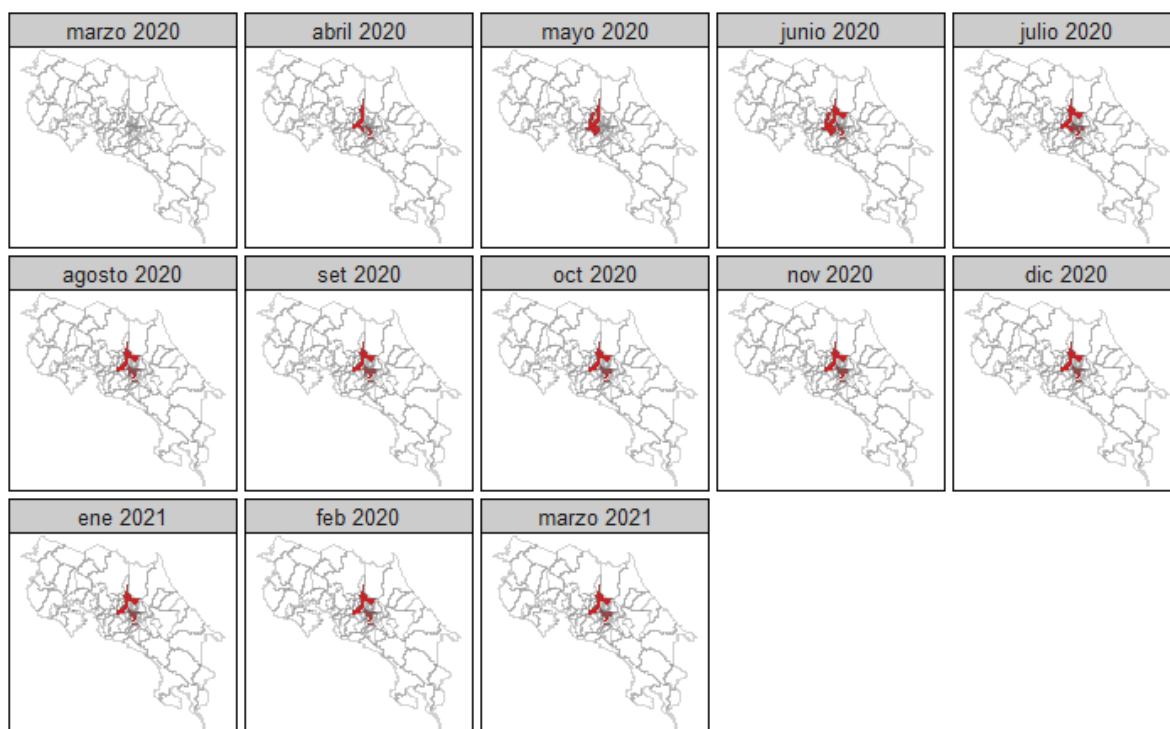 marzo 2020
abril 2020
mayo 2020
junio 2020
julio 2020
agosto 2020
set 2020
oct 2020
nov 2020
dic 2020
ene 2021
feb 2020
marzo 2021